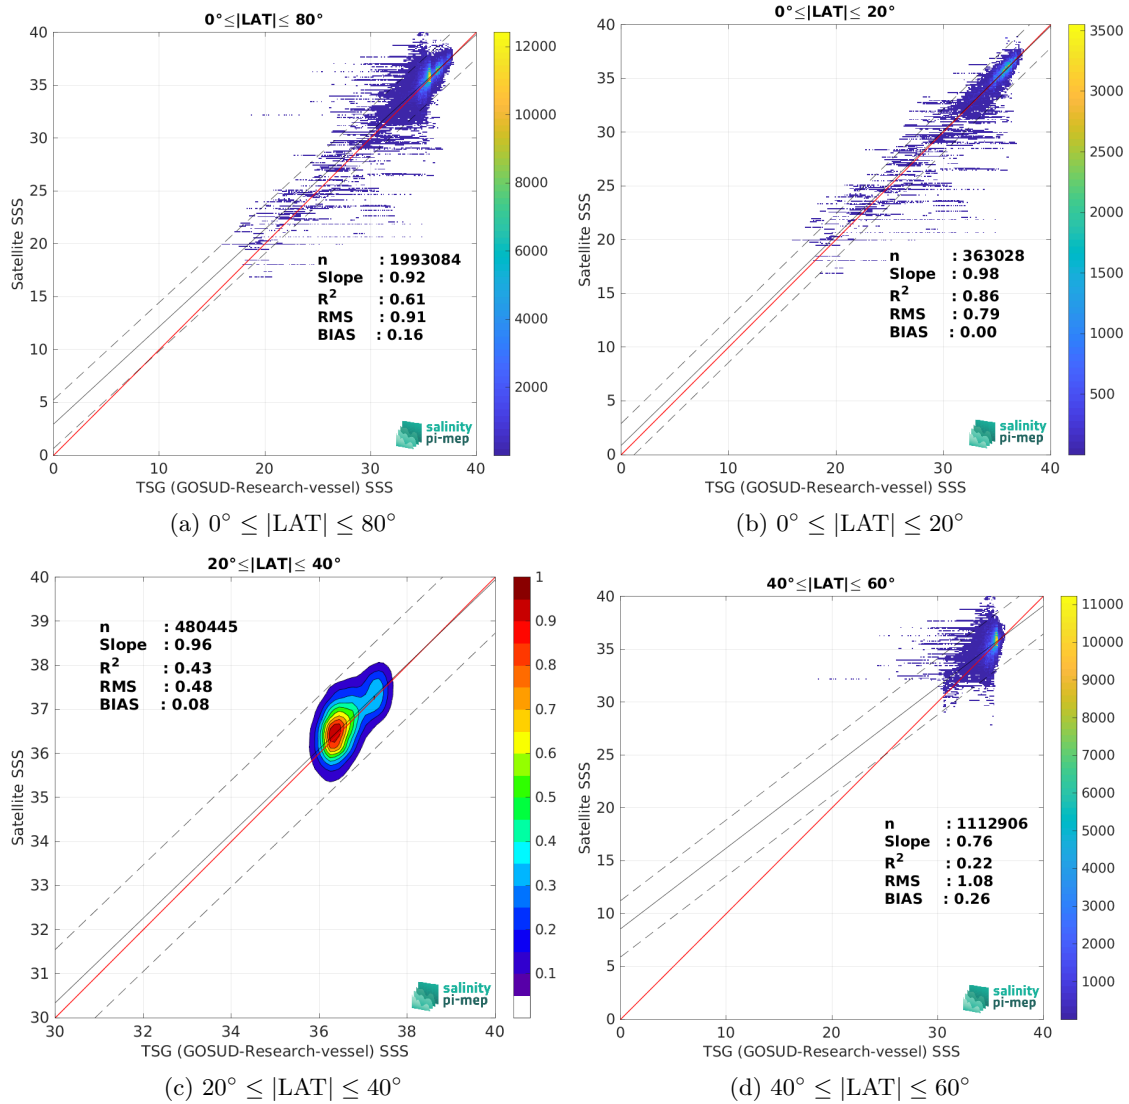 0°≤|LAT|≤ 80°
40
35
30
25
20
15
10
5
0
Satellite SSS
n : 1993084
Slope : 0.92
R² : 0.61
RMS : 0.91
BIAS : 0.16
salinity
pi-mep
0 10 20 30 40
TSG (GOSUD-Research-vessel) SSS
12000
10000
8000
6000
4000
2000
(a) 0° ≤ |LAT| ≤ 80°
0°≤|LAT|≤ 20°
40
35
30
25
20
15
10
5
0
Satellite SSS
n : 363028
Slope : 0.98
R² : 0.86
RMS : 0.79
BIAS : 0.00
salinity
pi-mep
0 10 20 30 40
TSG (GOSUD-Research-vessel) SSS
3500
3000
2500
2000
1500
1000
500
(b) 0° ≤ |LAT| ≤ 20°
20°≤|LAT|≤ 40°
40
39
38
37
36
35
34
33
32
31
30
Satellite SSS
n : 480445
Slope : 0.96
R² : 0.43
RMS : 0.48
BIAS : 0.08
salinity
pi-mep
30 32 34 36 38 40
TSG (GOSUD-Research-vessel) SSS
1
0.9
0.8
0.7
0.6
0.5
0.4
0.3
0.2
0.1
(c) 20° ≤ |LAT| ≤ 40°
40°≤|LAT|≤ 60°
40
35
30
25
20
15
10
5
0
Satellite SSS
n : 1112906
Slope : 0.76
R² : 0.22
RMS : 1.08
BIAS : 0.26
salinity
pi-mep
0 10 20 30 40
TSG (GOSUD-Research-vessel) SSS
11000
10000
9000
8000
7000
6000
5000
4000
3000
2000
1000
(d) 40° ≤ |LAT| ≤ 60°